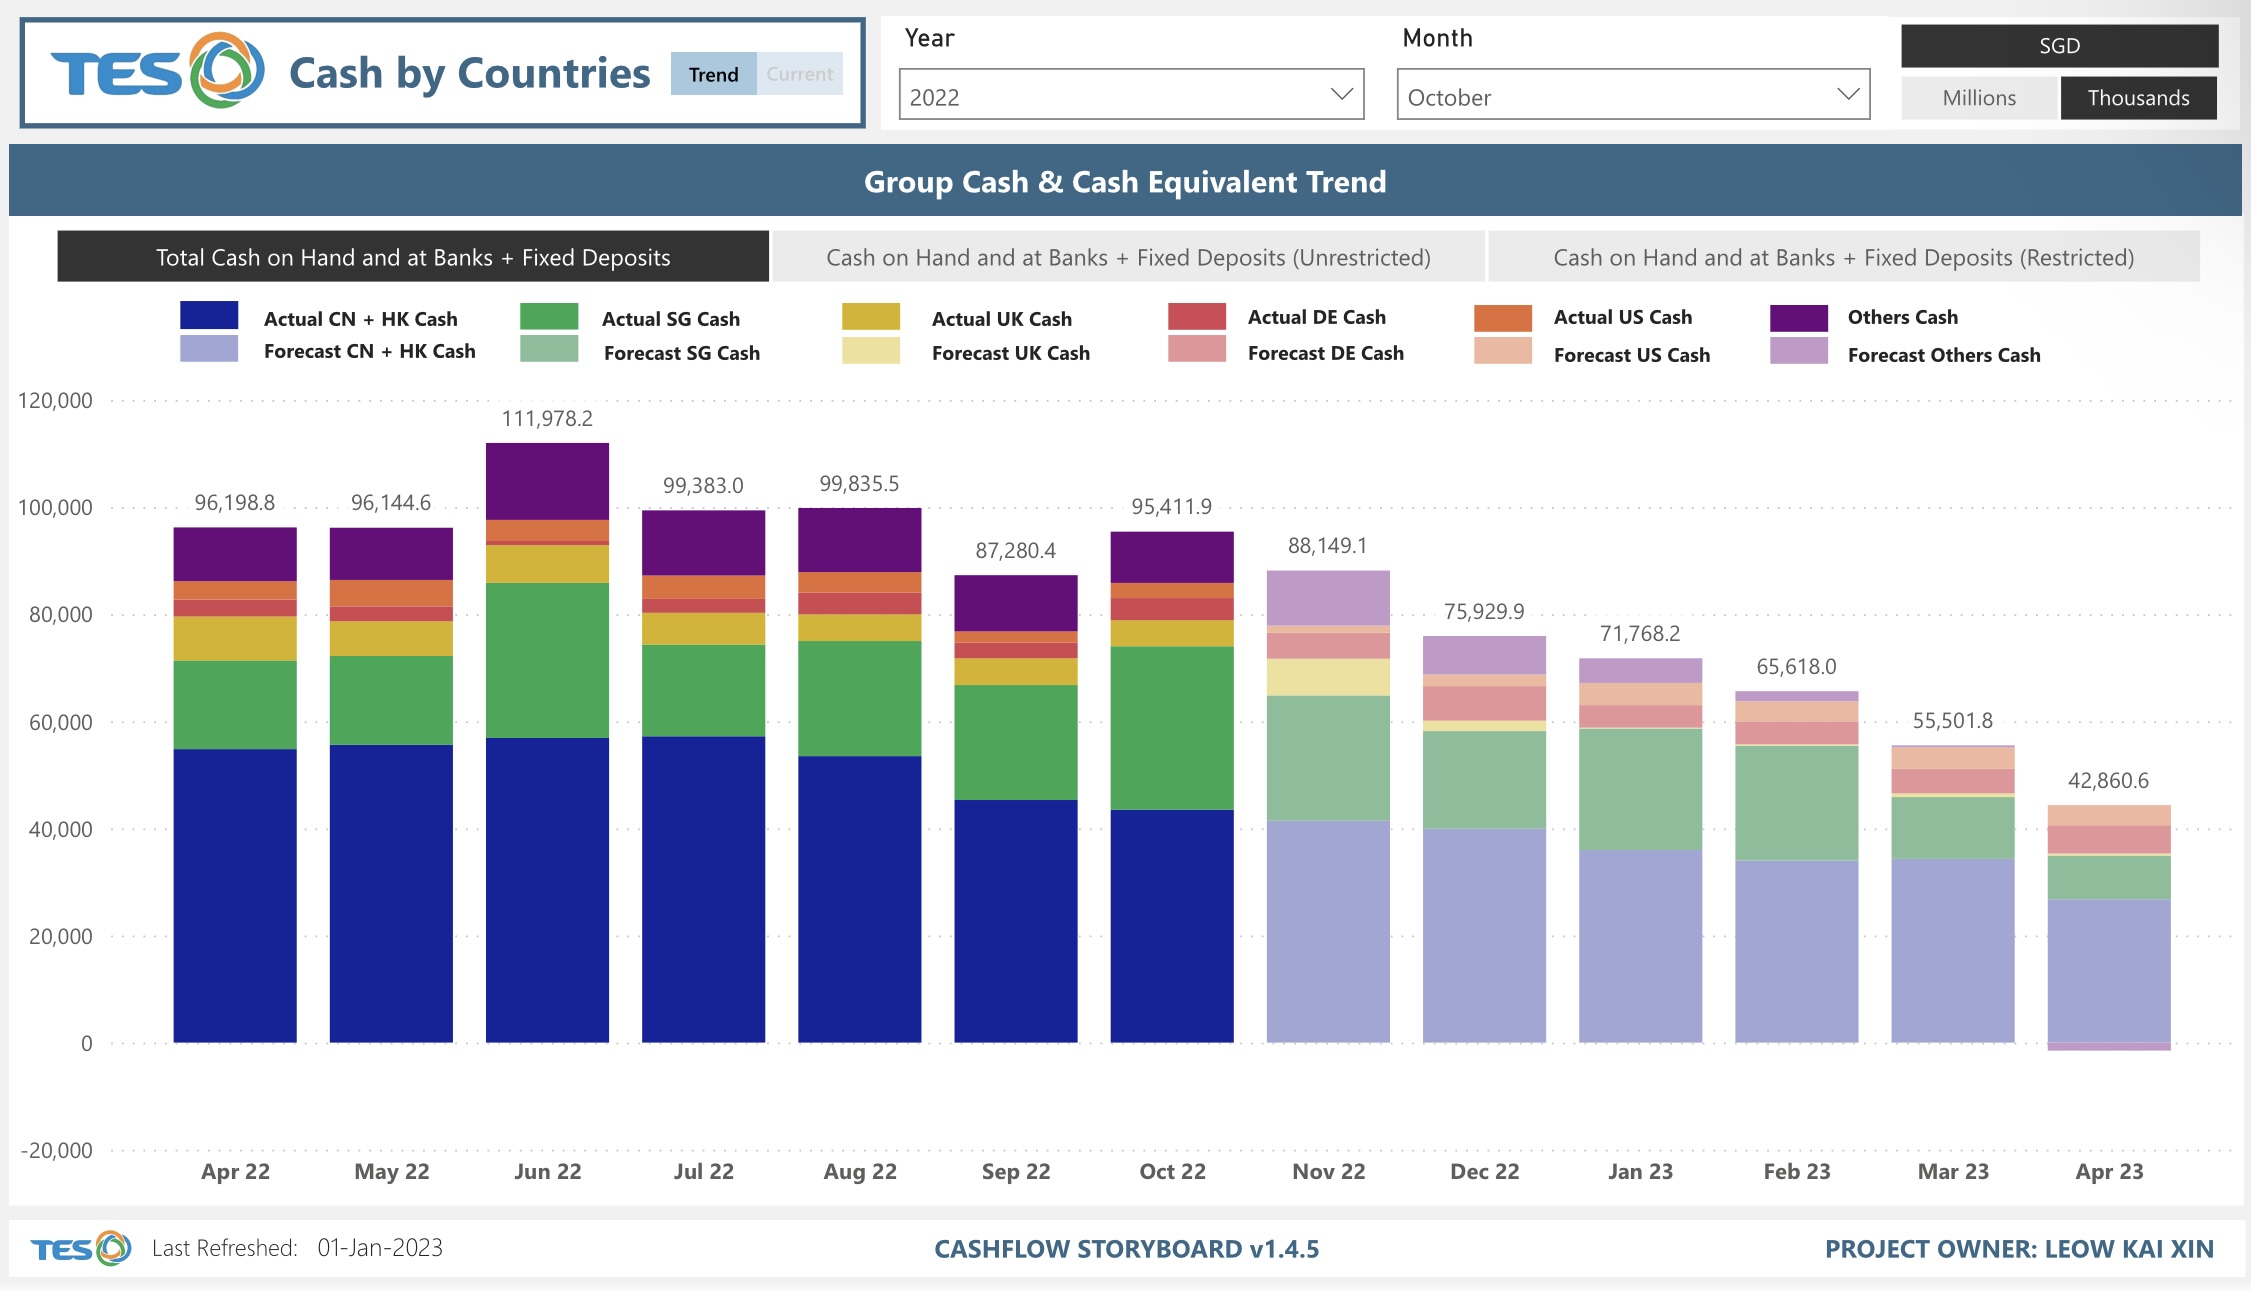 TES Cash by Countries Trend Current
Year
2022
Month
October
SGD
Millions Thousands
Group Cash & Cash Equivalent Trend
Total Cash on Hand and at Banks + Fixed Deposits
Cash on Hand and at Banks + Fixed Deposits (Unrestricted)
Cash on Hand and at Banks + Fixed Deposits (Restricted)
Actual CN + HK Cash Actual SG Cash Actual UK Cash Actual DE Cash Actual US Cash Others Cash
Forecast CN + HK Cash Forecast SG Cash Forecast UK Cash Forecast DE Cash Forecast US Cash Forecast Others Cash
120,000
100,000
80,000
60,000
40,000
20,000
0
-20,000
96,198.8
96,144.6
111,978.2
99,383.0
99,835.5
87,280.4
95,411.9
88,149.1
75,929.9
71,768.2
65,618.0
55,501.8
42,860.6
Apr 22 May 22 Jun 22 Jul 22 Aug 22 Sep 22 Oct 22 Nov 22 Dec 22 Jan 23 Feb 23 Mar 23 Apr 23
TES Last Refreshed: 01-Jan-2023
CASHFLOW STORYBOARD v1.4.5
PROJECT OWNER: LEOW KAI XIN